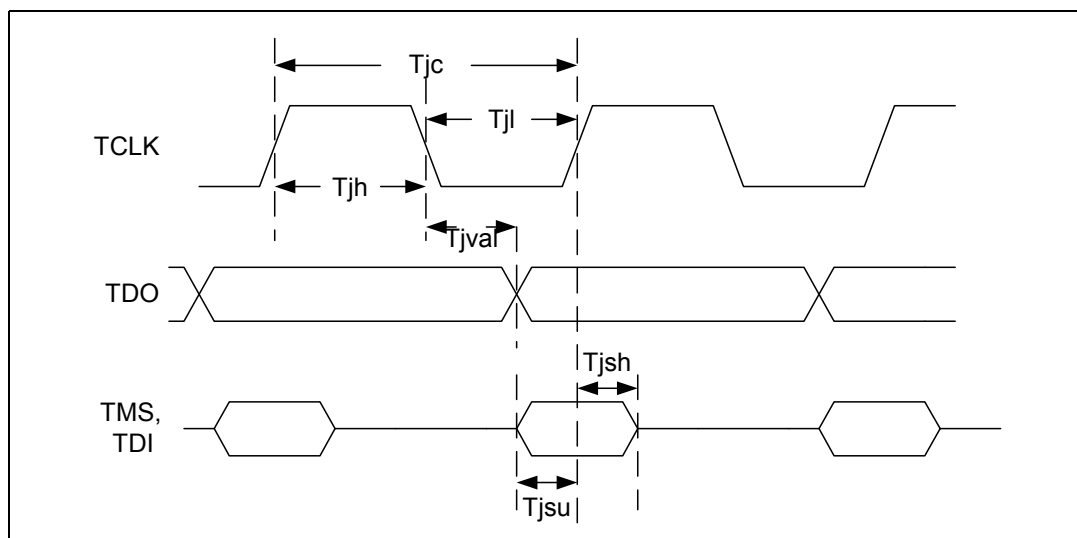 Tjc
TCLK
Tjl
Tjh
Tjval
TDO
Tjsh
TMS,
TDI
Tjsu